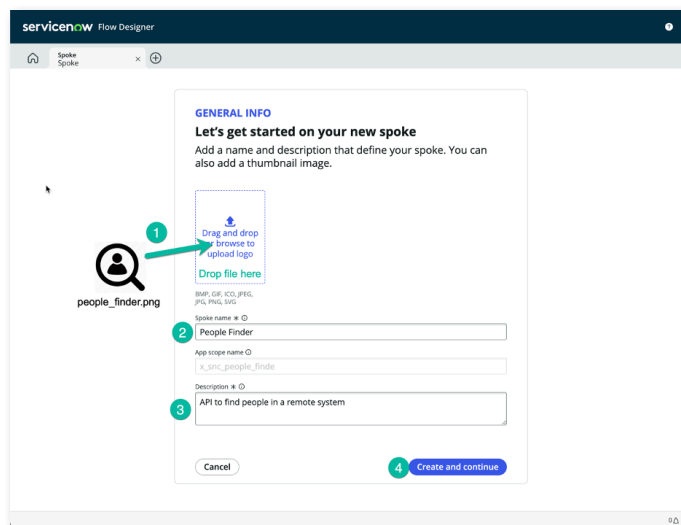 servicenow Flow Designer
Spoke
Spoke
GENERAL INFO
Let's get started on your new spoke
Add a name and description that define your spoke. You can
also add a thumbnail image.
1
Drag and drop
or browse to
upload logo
Drop file here
people_finder.png
BMP, GIF, ICO, JPEG,
JPG, PNG, SVG
Spoke name
2
People Finder
App scope name
x_snc_people_finde
Description
3
API to find people in a remote system
Cancel
4
Create and continue
0